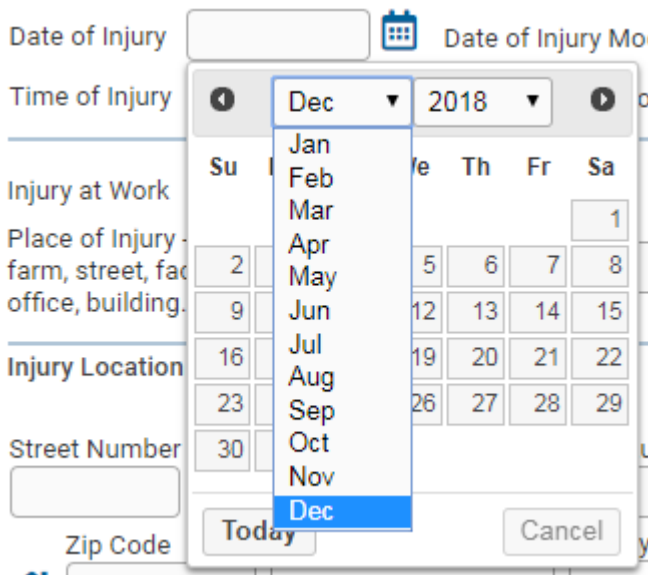 Date of Injury
Date of Injury Mo
Time of Injury
Dec 2018
Su We Th Fr Sa
Jan
Feb
Mar
Apr
May
Jun
Jul
Aug
Sep
Oct
Nov
Dec
1
2 5 6 7 8
9 12 13 14 15
16 19 20 21 22
23 26 27 28 29
30
Injury at Work
Place of Injury -
farm, street, fac
office, building.
Injury Location
Street Number
Today Cancel
Zip Code